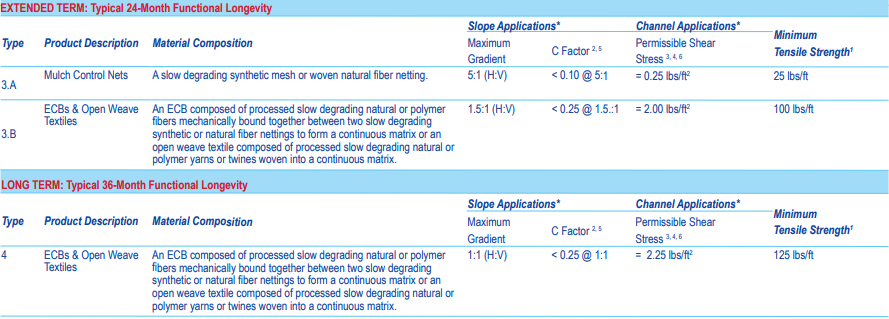 EXTENDED TERM: Typical 24-Month Functional Longevity
Slope Applications* Channel Applications* Minimum
Type Product Description Material Composition Maximum C Factor 2, 5 Permissible Shear Tensile Strength1
Gradient Stress 3, 4, 6
3.A Mulch Control Nets A slow degrading synthetic mesh or woven natural fiber netting. 5:1 (H:V) < 0.10 @ 5:1 = 0.25 lbs/ft2 25 lbs/ft
ECBs & Open Weave An ECB composed of processed slow degrading natural or polymer 1.5:1 (H:V) < 0.25 @ 1.5.:1 = 2.00 lbs/ft2 100 lbs/ft
Textiles fibers mechanically bound together between two slow degrading
3.B synthetic or natural fiber nettings to form a continuous matrix or an
open weave textile composed of processed slow degrading natural or
polymer yarns or twines woven into a continuous matrix.
LONG TERM: Typical 36-Month Functional Longevity
Slope Applications* Channel Applications* Minimum
Type Product Description Material Composition Maximum C Factor 2, 5 Permissible Shear Tensile Strength1
Gradient Stress 3, 4, 6
4 ECBs & Open Weave An ECB composed of processed slow degrading natural or polymer 1:1 (H:V) < 0.25 @ 1:1 = 2.25 lbs/ft2 125 lbs/ft
Textiles fibers mechanically bound together between two slow degrading
synthetic or natural fiber nettings to form a continuous matrix or an
open weave textile composed of processed slow degrading natural or
polymer yarns or twines woven into a continuous matrix.